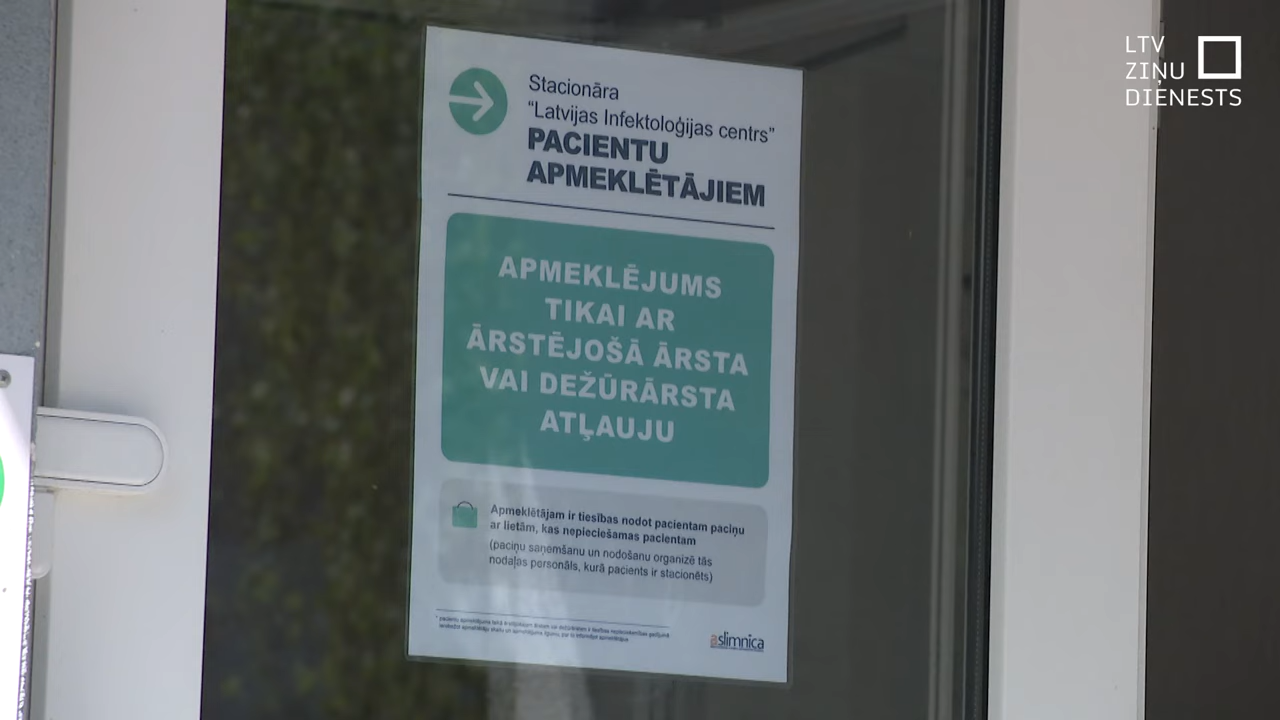 LTV
ZIŅU
DIENESTS
Stacionāra
“Latvijas Infektoloģijas centrs”
PACIENTU
APMEKLĒTĀJIEM
APMEKLĒJUMS
TIKAI AR
ĀRSTĒJOŠĀ ĀRSTA
VAI DEŽŪRĀRSTA
ATĻAUJU
Apmeklētājam ir tiesības nodot pacientam paciņu
ar lietām, kas nepieciešamas pacientam
(paciņu saņemšanu un nodošanu organizē tās
nodaļas personāls, kurā pacients ir stacionēts)
aslimnīca